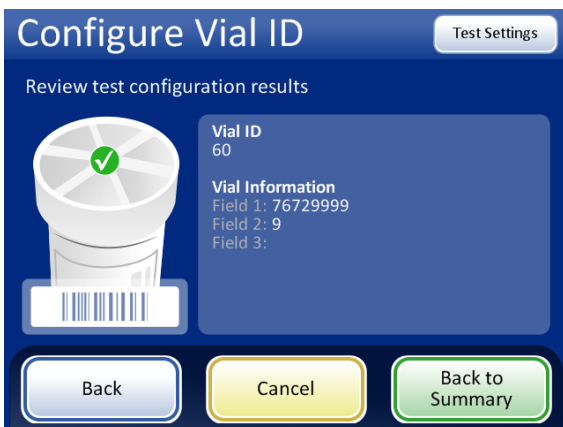 Configure Vial ID
Test Settings
Review test configuration results
Vial ID
60
Vial Information
Field 1: 76729999
Field 2: 9
Field 3:
Back
Cancel
Back to
Summary